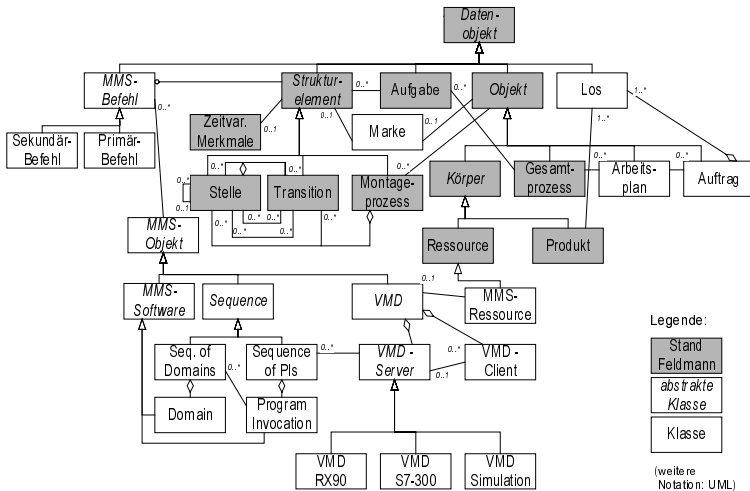 Daten-
objekt
MMS-
Befehl
Struktur-
element
Aufgabe
Objekt
Los
0..*
0..*
0..*
1..*
0..*
0..1
0..1
0..1
1..*
Sekundär-
Befehl
Primär-
Befehl
Zeitvar.
Merkmale
Marke
0..*
0..*
0..*
0..*
0..*
0..*
0..1
Stelle
Transition
Montage-
prozess
Körper
Gesamt-
prozess
Arbeits-
plan
Auftrag
0..*
0..*
0..*
0..*
0..*
0..*
MMS-
Objekt
Ressource
Produkt
MMS-
Software
Sequence
VMD
0..1
MMS-
Ressource
Legende:
Seq. of
Domains
Sequence
of PIs
0..*
VMD-
Server
0..*
VMD -
Client
Stand
Feldmann
0..*
0..1
abstrakte
Klasse
Domain
Program
Invocation
Klasse
VMD
RX90
VMD
S7-300
VMD
Simulation
(weitere
Notation: UML)